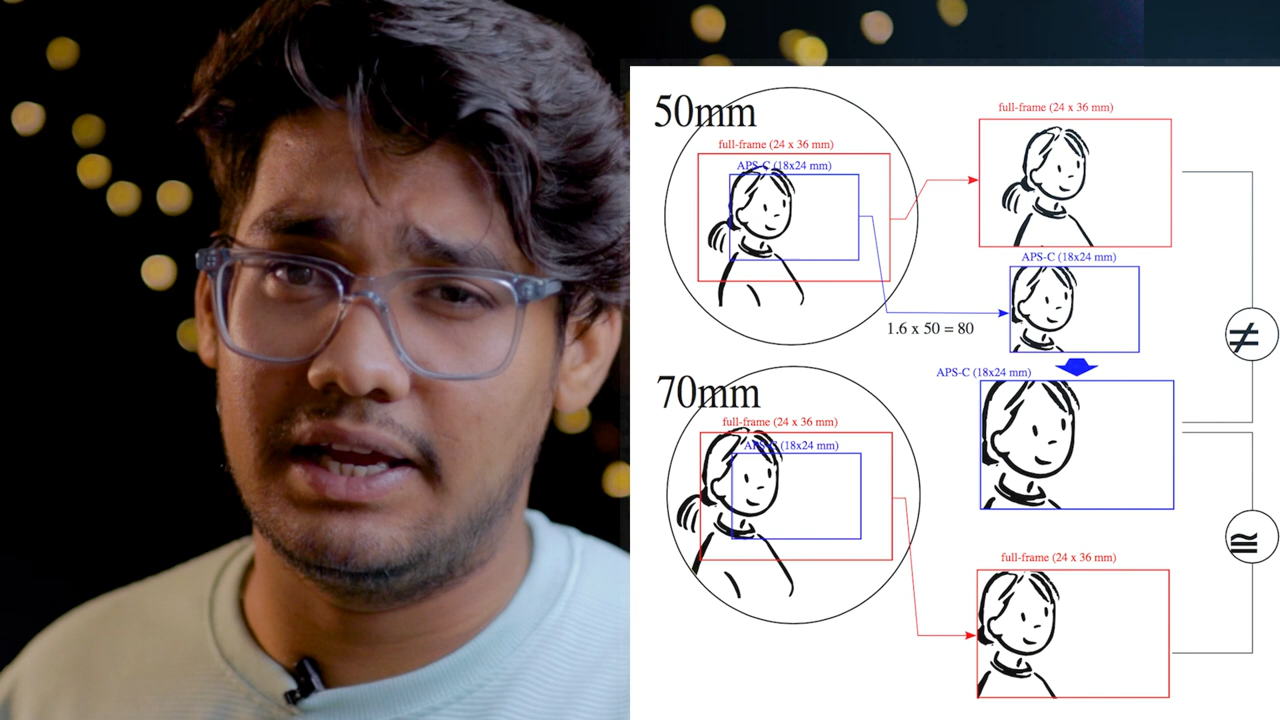 50mm
full-frame (24 x 36 mm)
APS-C (18x24 mm)
full-frame (24 x 36 mm)
APS-C (18x24 mm)
1.6 x 50 = 80
≠
APS-C (18x24 mm)
70mm
full-frame (24 x 36 mm)
APS-C (18x24 mm)
≅
full-frame (24 x 36 mm)